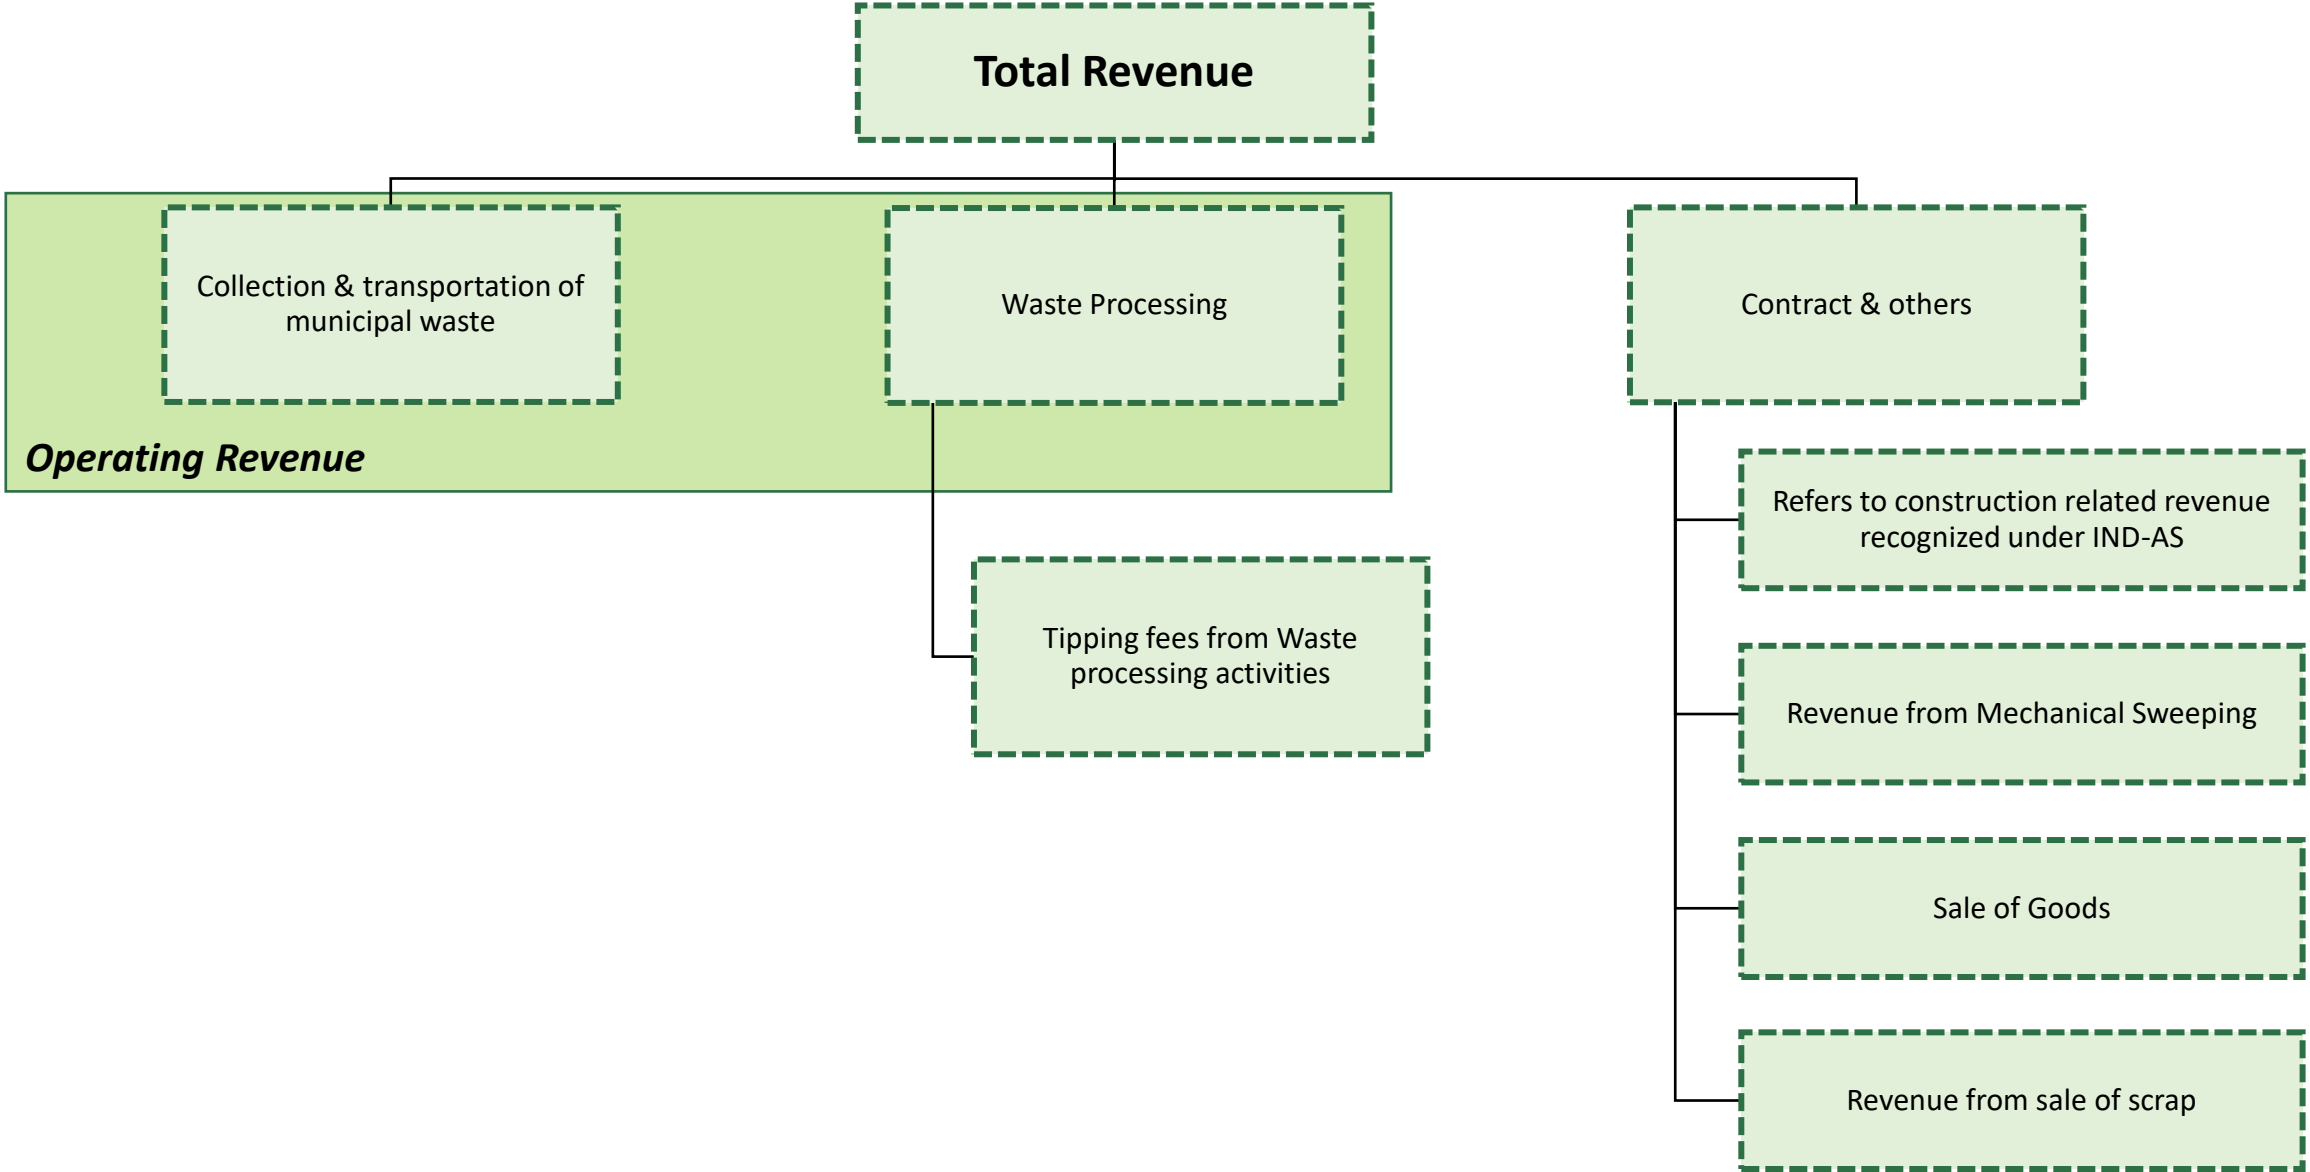 Total Revenue
Collection & transportation of
municipal waste
Waste Processing
Contract & others
Operating Revenue
Refers to construction related revenue
recognized under IND-AS
Tipping fees from Waste
processing activities
Revenue from Mechanical Sweeping
Sale of Goods
Revenue from sale of scrap